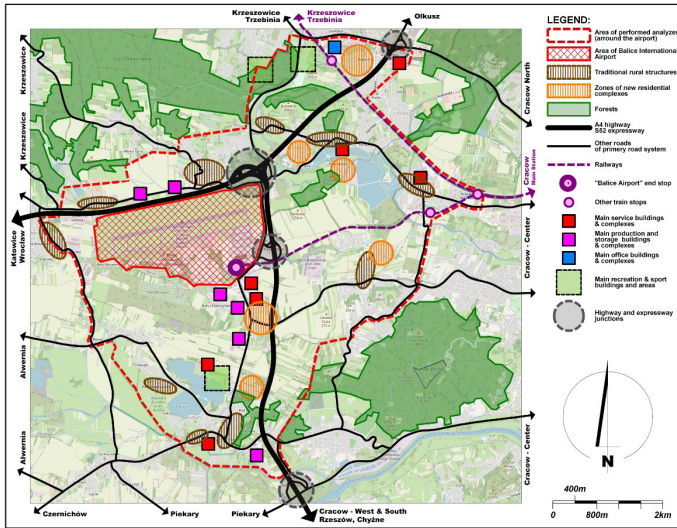 Krzeszowice
Trzebinia
Krzeszowice
Trzebinia
Olkusz
Krzeszowice
Krzeszowice
Katowice
Wrocław
Alwernia
Alwernia
Czernichów
Piekary
Piekary
Cracow - West & South
Rzeszów, Chyżne
Cracow North
Cracow
Main Station
Cracow - Center
Cracow - Center
LEGEND:
Area of performed analyzes
(around the airport)
Area of Balice International
Airport
Traditional rural structures
Zones of new residential
complexes
Forests
A4 highway
S52 expressway
Other roads
of primary road system
Railways
"Balice Airport" end stop
Other train stops
Main service buildings
& complexes
Main production and
storage buildings
& complexes
Main office buildings
& complexes
Main recreation & sport
buildings and areas
Highway and expressway
junctions
N
400m
0
800m
2km